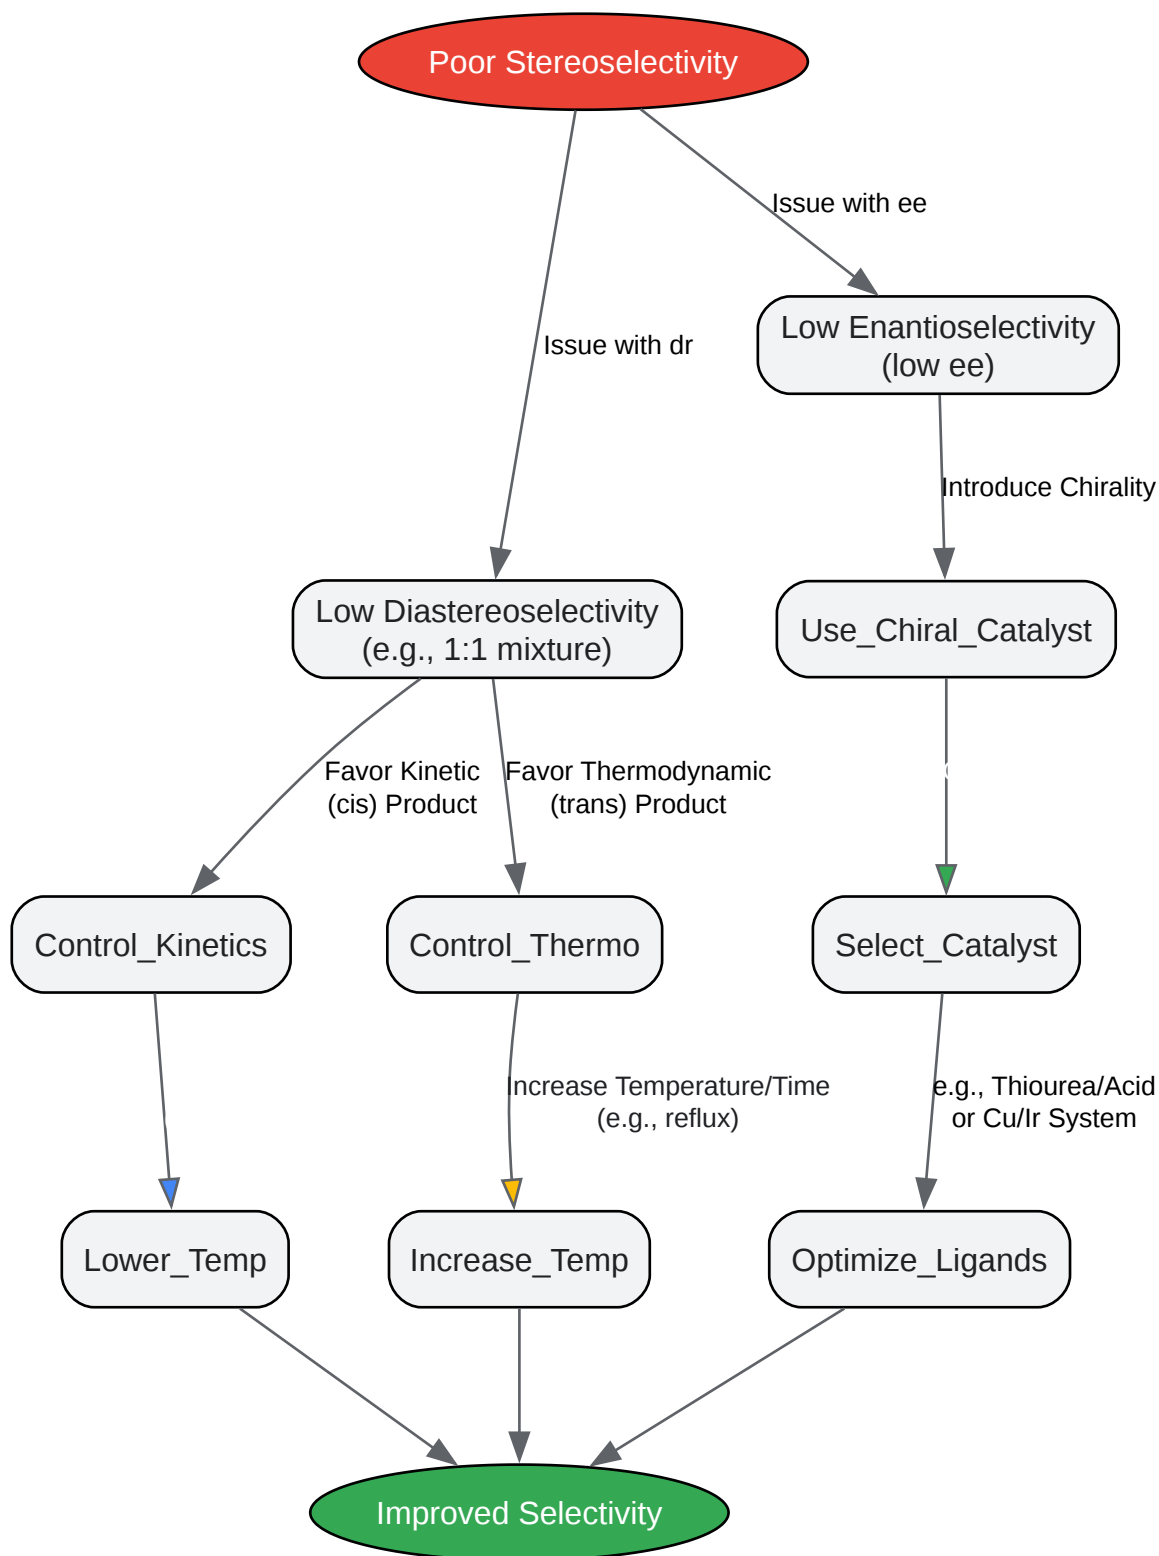 Poor Stereoselectivity
Issue with ee
Low Enantioselectivity
(low ee)
Issue with dr
Introduce Chirality
Low Diastereoselectivity
(e.g., 1:1 mixture)
Use_Chiral_Catalyst
Favor Kinetic
(cis) Product
Favor Thermodynamic
(trans) Product
Control_Kinetics
Control_Thermo
Select_Catalyst
Increase Temperature/Time
(e.g., reflux)
e.g., Thiourea/Acid
or Cu/Ir System
Lower_Temp
Increase_Temp
Optimize_Ligands
Improved Selectivity